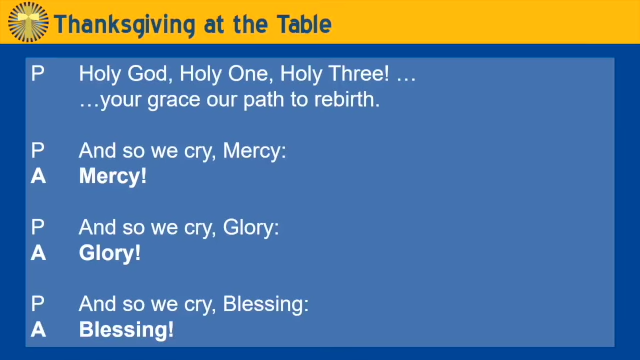 Thanksgiving at the Table
P Holy God, Holy One, Holy Three! …
…your grace our path to rebirth.
P And so we cry, Mercy:
A Mercy!
P And so we cry, Glory:
A Glory!
P And so we cry, Blessing:
A Blessing!